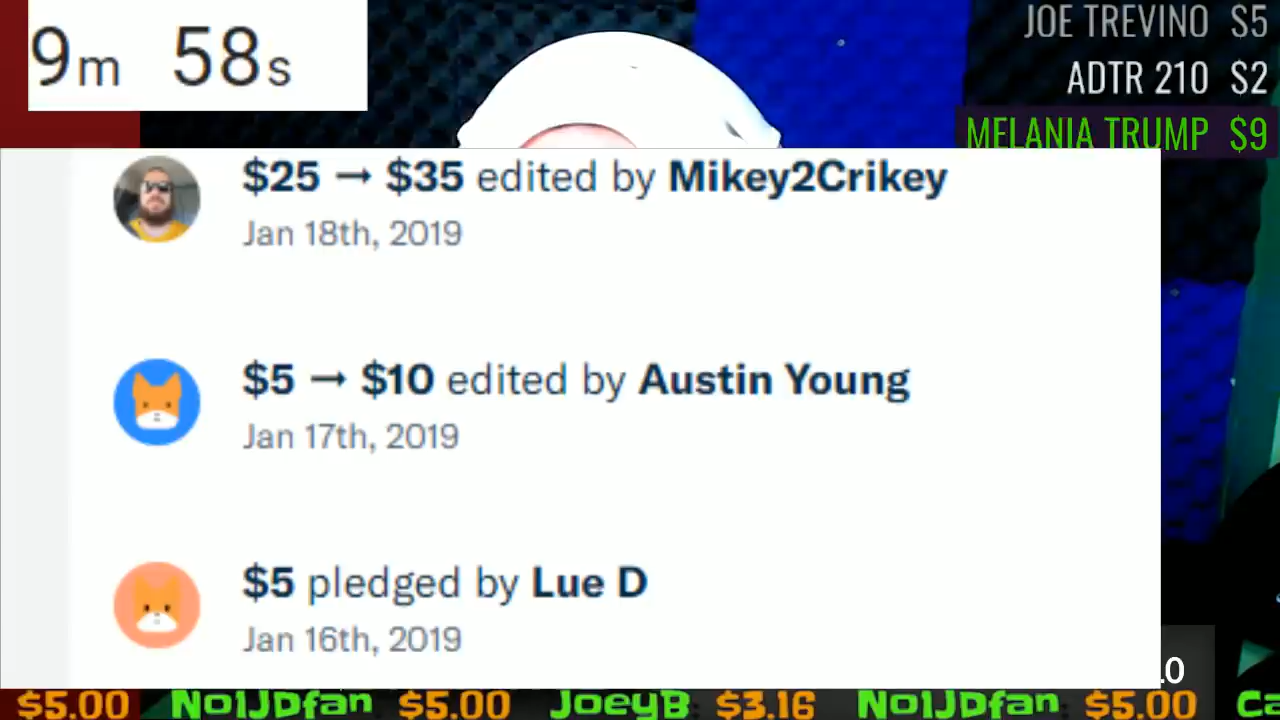 9m 58s
JOE TREVINO $5
ADTR 210 $2
MELANIA TRUMP $9
$25 → $35 edited by Mikey2Crikey
Jan 18th, 2019
$5 → $10 edited by Austin Young
Jan 17th, 2019
$5 pledged by Lue D
Jan 16th, 2019
$5.00 No1JDfan $5.00 JoeyB $3.16 No1JDfan $5.00